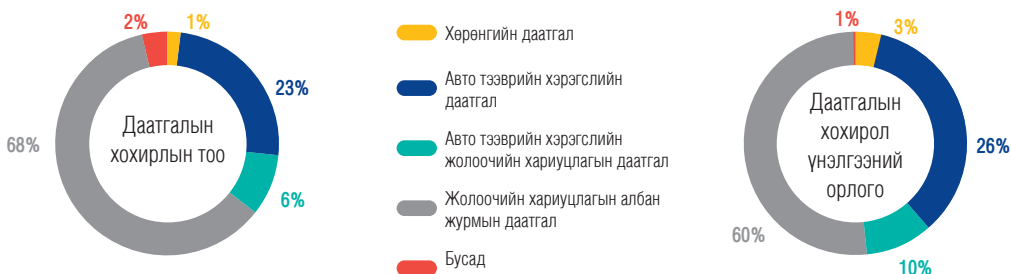 2%
1%
23%
68%
6%
Даатгалын
хохирлын тоо
Хөрөнгийн даатгал
Авто тээврийн хэрэгслийн
даатгал
Авто тээврийн хэрэгслийн
жолоочийн хариуцлагын даатгал
Жолоочийн хариуцлагын албан
журмын даатгал
Бусад
1%
3%
26%
60%
10%
Даатгалын
хохирол
үнэлгээний
орлого